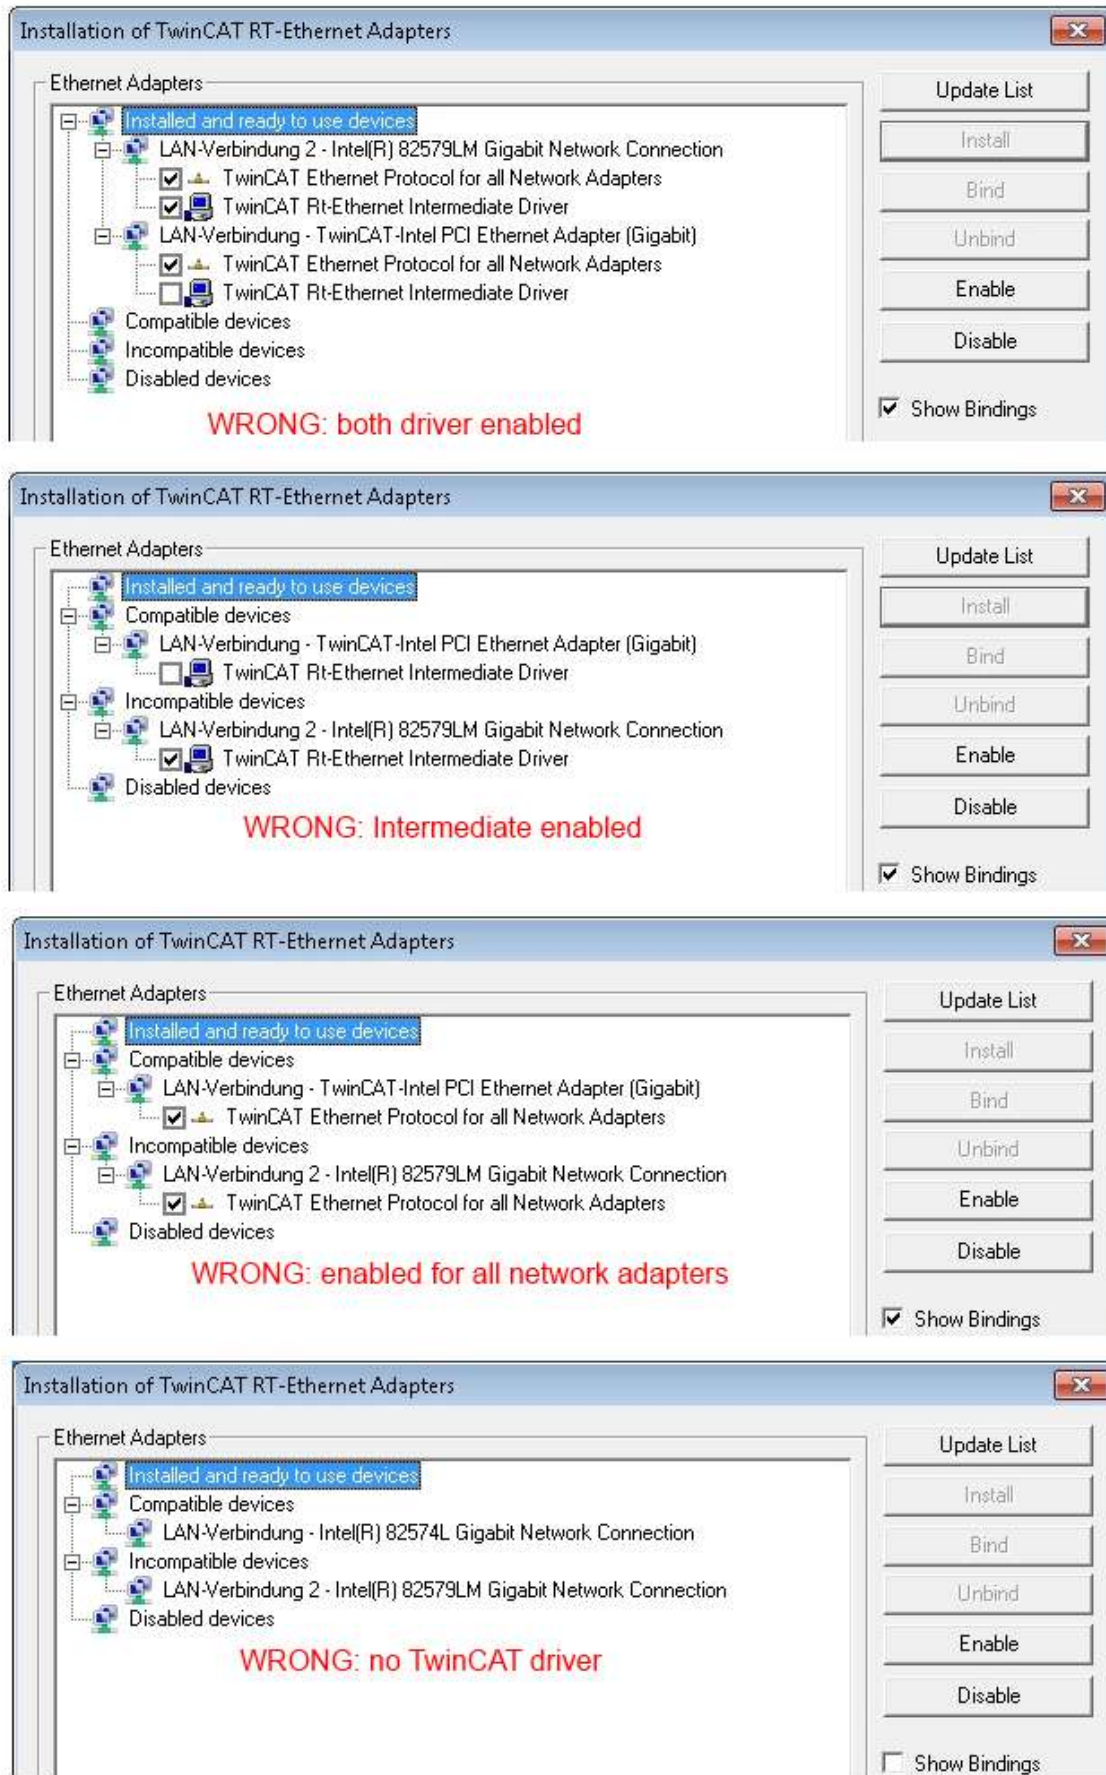 Installation of TwinCAT RT-Ethernet Adapters
Ethernet Adapters
Installed and ready to use devices
LAN-Verbindung 2 - Intel(R) 82579LM Gigabit Network Connection
TwinCAT Ethernet Protocol for all Network Adapters
TwinCAT Rt-Ethernet Intermediate Driver
LAN-Verbindung - TwinCAT-Intel PCI Ethernet Adapter (Gigabit)
TwinCAT Ethernet Protocol for all Network Adapters
TwinCAT Rt-Ethernet Intermediate Driver
Compatible devices
Incompatible devices
Disabled devices
WRONG: both driver enabled
Update List
Install
Bind
Unbind
Enable
Disable
Show Bindings
Installation of TwinCAT RT-Ethernet Adapters
Ethernet Adapters
Installed and ready to use devices
Compatible devices
LAN-Verbindung - TwinCAT-Intel PCI Ethernet Adapter (Gigabit)
TwinCAT Rt-Ethernet Intermediate Driver
Incompatible devices
LAN-Verbindung 2 - Intel(R) 82579LM Gigabit Network Connection
TwinCAT Rt-Ethernet Intermediate Driver
Disabled devices
WRONG: Intermediate enabled
Update List
Install
Bind
Unbind
Enable
Disable
Show Bindings
Installation of TwinCAT RT-Ethernet Adapters
Ethernet Adapters
Installed and ready to use devices
Compatible devices
LAN-Verbindung - TwinCAT-Intel PCI Ethernet Adapter (Gigabit)
TwinCAT Ethernet Protocol for all Network Adapters
Incompatible devices
LAN-Verbindung 2 - Intel(R) 82579LM Gigabit Network Connection
TwinCAT Ethernet Protocol for all Network Adapters
Disabled devices
WRONG: enabled for all network adapters
Update List
Install
Bind
Unbind
Enable
Disable
Show Bindings
Installation of TwinCAT RT-Ethernet Adapters
Ethernet Adapters
Installed and ready to use devices
Compatible devices
LAN-Verbindung - Intel(R) 82574L Gigabit Network Connection
Incompatible devices
LAN-Verbindung 2 - Intel(R) 82579LM Gigabit Network Connection
Disabled devices
WRONG: no TwinCAT driver
Update List
Install
Bind
Unbind
Enable
Disable
Show Bindings